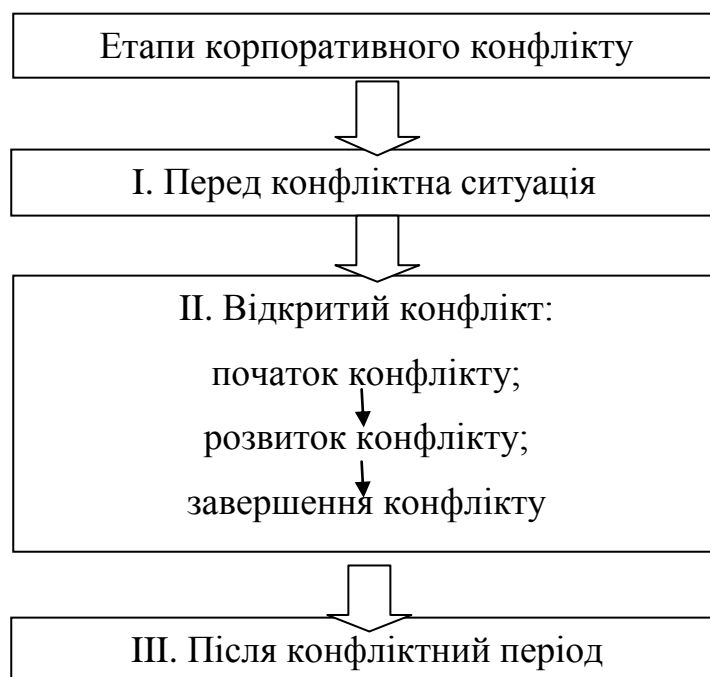 Етапи корпоративного конфлікту
І. Перед конфліктна ситуація
ІІ. Відкритий конфлікт:
початок конфлікту;
розвиток конфлікту;
завершення конфлікту
ІІІ. Після конфліктний період